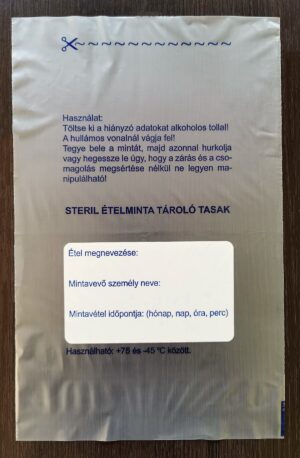 Használat:
Töltse ki a hiányzó adatokat alkoholos tollal!
A hullámos vonalnál vágja fel!
Tegye bele a mintát, majd azonnal hurkolja
vagy hegessze le úgy, hogy a zárás és a cso-
magolás megsértése nélkül ne legyen ma-
nipulálható!
STERIL ÉTELMINTA TÁROLÓ TASAK
Étel megnevezése:
Mintavevő személy neve:
Mintavétel időpontja: (hónap, nap, óra, perc)
Használható: +75 és -45 °C között.